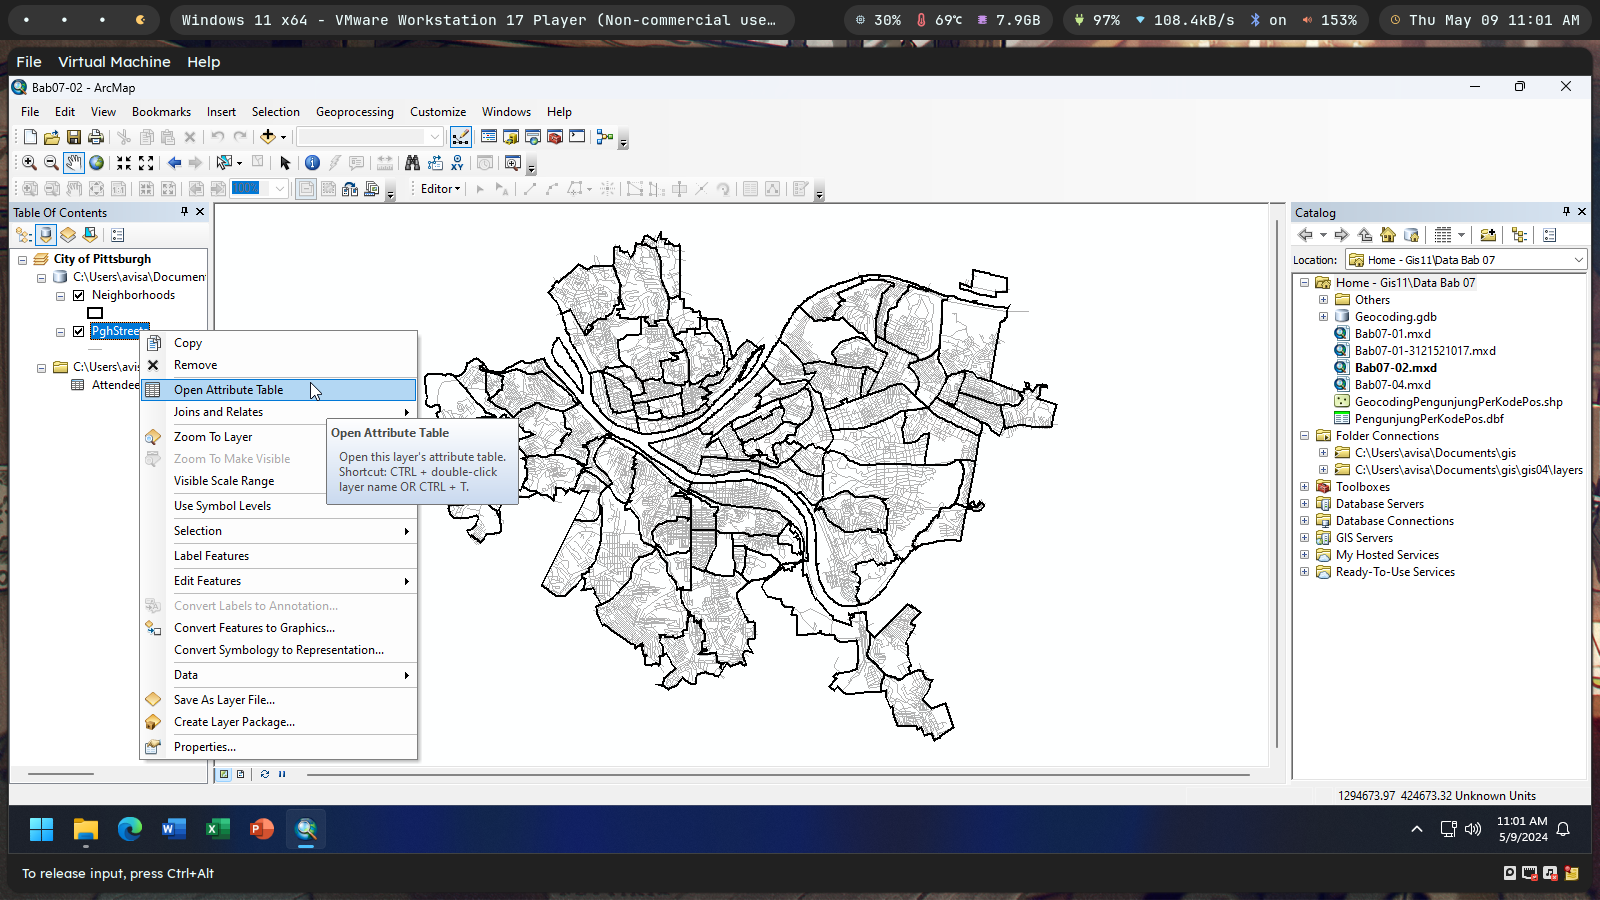 Windows 11 x64 - VMware Workstation 17 Player (Non-commercial use…
30%
69℃
7.9GB
97%
108.4kB/s
on
153%
Thu May 09 11:01 AM
File Virtual Machine Help
Bab07-02 - ArcMap
File Edit View Bookmarks Insert Selection Geoprocessing Customize Windows Help
100%
Editor
Table Of Contents
City of Pittsburgh
C:\Users\avisa\Documen
Neighborhoods
PghStreets
C:\Users\avis
Attendee
Copy
Remove
Open Attribute Table
Joins and Relates
Zoom To Layer
Zoom To Make Visible
Visible Scale Range
Use Symbol Levels
Selection
Label Features
Edit Features
Convert Labels to Annotation...
Convert Features to Graphics...
Convert Symbology to Representation...
Data
Save As Layer File...
Create Layer Package...
Properties...
Open Attribute Table
Open this layer's attribute table.
Shortcut: CTRL + double-click
layer name OR CTRL + T.
Catalog
Location: Home - Gis11\Data Bab 07
Home - Gis11\Data Bab 07
Others
Geocoding.gdb
Bab07-01.mxd
Bab07-01-3121521017.mxd
Bab07-02.mxd
Bab07-04.mxd
GeocodingPengunjungPerKodePos.shp
PengunjungPerKodePos.dbf
Folder Connections
C:\Users\avisa\Documents\gis
C:\Users\avisa\Documents\gis\gis04\layers
Toolboxes
Database Servers
Database Connections
GIS Servers
My Hosted Services
Ready-To-Use Services
1294673.97 424673.32 Unknown Units
11:01 AM
5/9/2024
To release input, press Ctrl+Alt